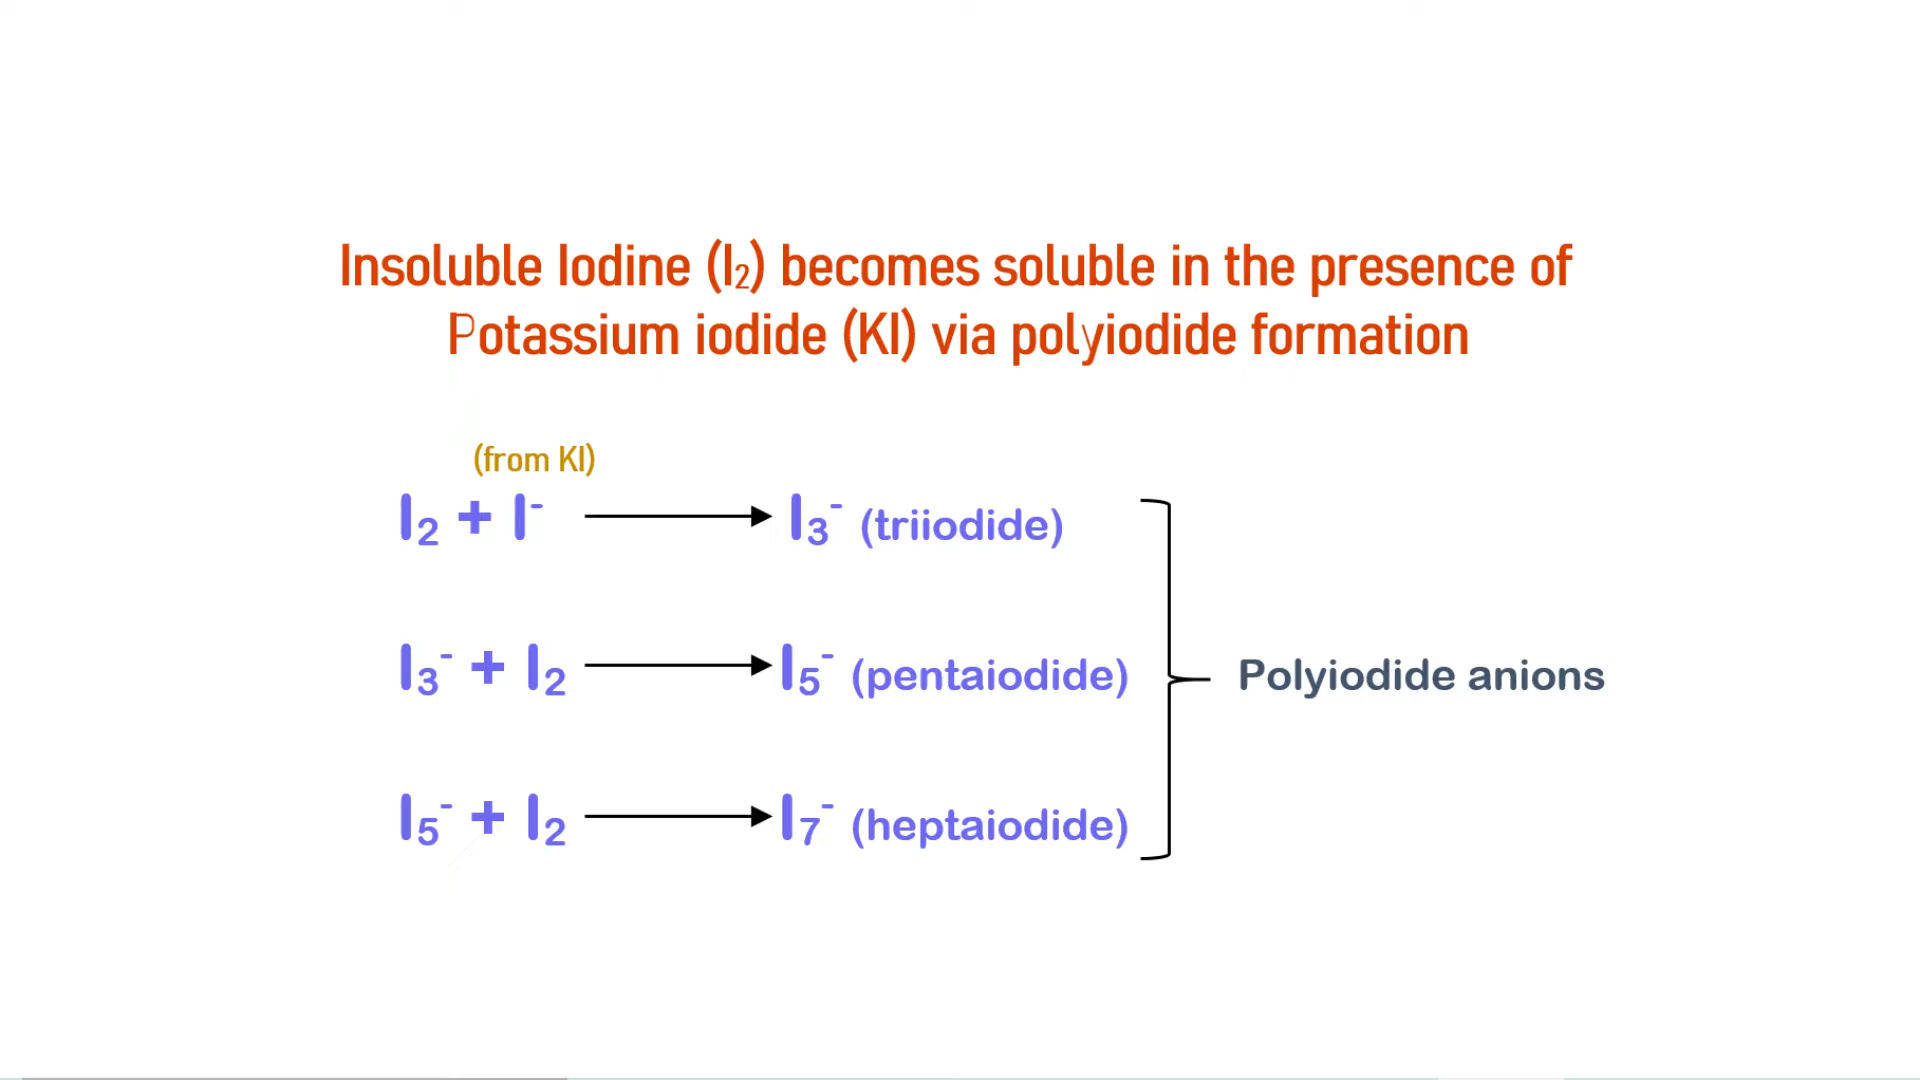 Insoluble Iodine (I₂) becomes soluble in the presence of
Potassium iodide (KI) via polyiodide formation
(from KI)
I₂ + I⁻ ⟶ I₃⁻ (triiodide)
I₃⁻ + I₂ ⟶ I₅⁻ (pentaiodide)
Polyiodide anions
I₅⁻ + I₂ ⟶ I₇⁻ (heptaiodide)